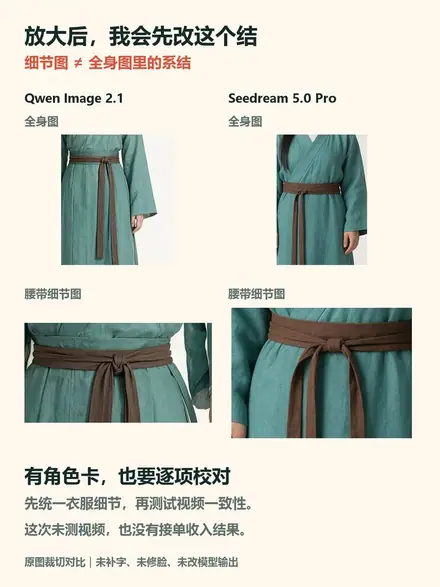 放大后，我会先改这个结
细节图 ≠ 全身图里的系结
Qwen Image 2.1
Seedream 5.0 Pro
全身图
全身图
腰带细节图
腰带细节图
有角色卡，也要逐项校对
先统一衣服细节，再测试视频一致性。
这次未测视频，也没有接单收入结果。
原图裁切对比｜未补字、未修脸、未改模型输出